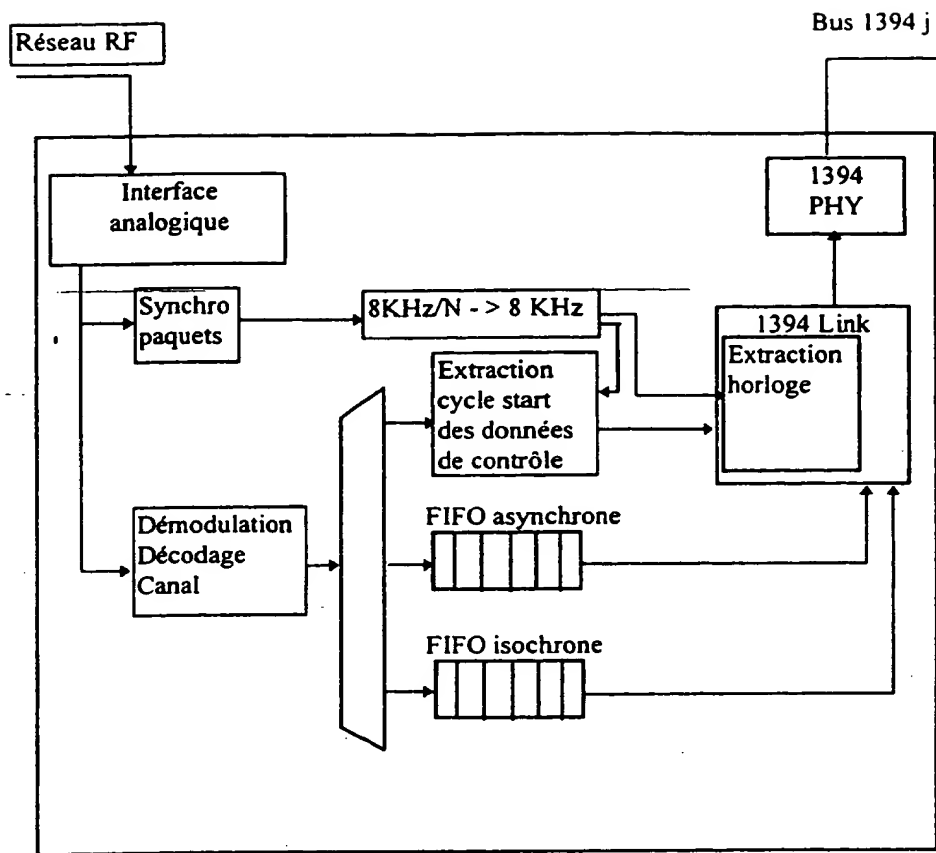 Bus 1394 j
Réseau RF
Interface
analogique
1394
PHY
Synchro
paquets
8KHz/N - > 8 KHz
1394 Link
Extraction
horloge
Extraction
cycle start
des données
de contrôle
Démodulation
Décodage
Canal
FIFO asynchrone
FIFO isochrone